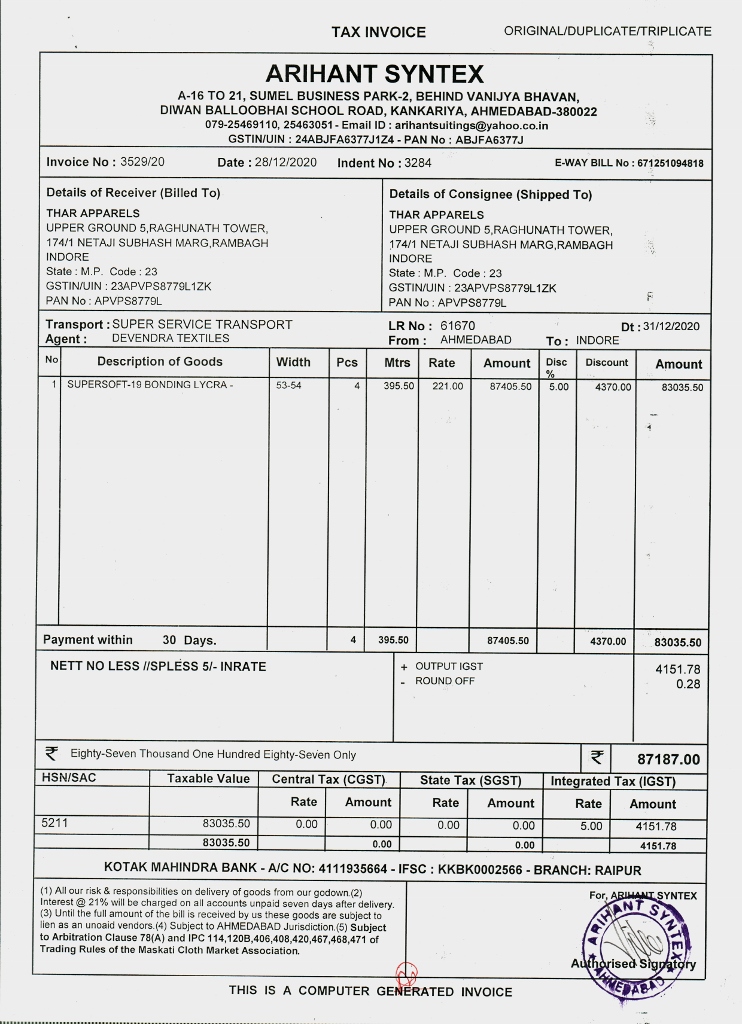 TAX INVOICE
ORIGINAL/DUPLICATE/TRIPLICATE
ARIHANT SYNTEX
A-16 TO 21, SUMEL BUSINESS PARK-2, BEHIND VANIJYA BHAVAN,
DIWAN BALLOOBHAI SCHOOL ROAD, KANKARIYA, AHMEDABAD-380022
079-25469110, 25463051 - Email ID : arihantsuitings@yahoo.co.in
GSTIN/UIN : 24ABJFA6377J1Z4 - PAN No : ABJFA6377J
Invoice No : 3529/20 Date : 28/12/2020 Indent No : 3284 E-WAY BILL No : 671251094818
Details of Receiver (Billed To)
THAR APPARELS
UPPER GROUND 5,RAGHUNATH TOWER,
174/1 NETAJI SUBHASH MARG,RAMBAGH
INDORE
State : M.P. Code : 23
GSTIN/UIN : 23APVPS8779L1ZK
PAN No : APVPS8779L
Details of Consignee (Shipped To)
THAR APPARELS
UPPER GROUND 5,RAGHUNATH TOWER,
174/1 NETAJI SUBHASH MARG,RAMBAGH
INDORE
State : M.P. Code : 23
GSTIN/UIN : 23APVPS8779L1ZK
PAN No : APVPS8779L
Transport : SUPER SERVICE TRANSPORT
Agent : DEVENDRA TEXTILES
LR No : 61670 Dt : 31/12/2020
From : AHMEDABAD To : INDORE
No Description of Goods Width Pcs Mtrs Rate Amount Disc % Discount Amount
1 SUPERSOFT-19 BONDING LYCRA - 53-54 4 395.50 221.00 87405.50 5.00 4370.00 83035.50
Payment within 30 Days. 4 395.50 87405.50 4370.00 83035.50
NETT NO LESS //SPLESS 5/- INRATE
+ OUTPUT IGST 4151.78
- ROUND OFF 0.28
₹ Eighty-Seven Thousand One Hundred Eighty-Seven Only ₹ 87187.00
HSN/SAC Taxable Value Central Tax (CGST) State Tax (SGST) Integrated Tax (IGST)
Rate Amount Rate Amount Rate Amount
5211 83035.50 0.00 0.00 0.00 0.00 5.00 4151.78
83035.50 0.00 0.00 4151.78
KOTAK MAHINDRA BANK - A/C NO: 4111935664 - IFSC : KKBK0002566 - BRANCH: RAIPUR
(1) All our risk & responsibilities on delivery of goods from our godown.(2)
Interest @ 21% will be charged on all accounts unpaid seven days after delivery.
(3) Until the full amount of the bill is received by us these goods are subject to
lien as an unoaid vendors.(4) Subject to AHMEDABAD Jurisdiction.(5) Subject
to Arbitration Clause 78(A) and IPC 114,120B,406,408,420,467,468,471 of
Trading Rules of the Maskati Cloth Market Association.
For, ARIHANT SYNTEX
ARIHANT SYNTEX
AHMEDABAD
Authorised Signatory
THIS IS A COMPUTER GENERATED INVOICE